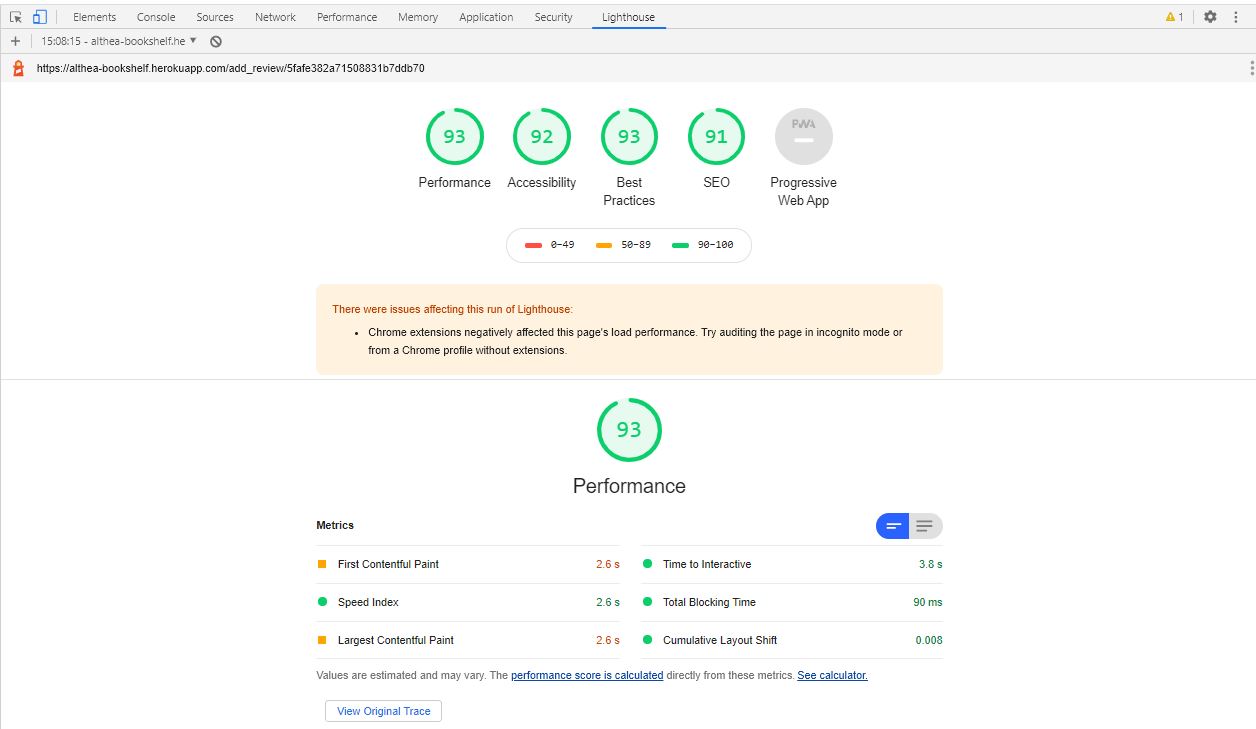 Elements Console Sources Network Performance Memory Application Security Lighthouse 1
+ 15:08:15 - althea-bookshelf.he
https://althea-bookshelf.herokuapp.com/add_review/5fafe382a71508831b7ddb70
93 92 93 91 PWA
Performance Accessibility Best SEO Progressive
Practices Web App
0–49 50–89 90–100
There were issues affecting this run of Lighthouse:
• Chrome extensions negatively affected this page's load performance. Try auditing the page in incognito mode or
from a Chrome profile without extensions.
93
Performance
Metrics
First Contentful Paint 2.6 s Time to Interactive 3.8 s
Speed Index 2.6 s Total Blocking Time 90 ms
Largest Contentful Paint 2.6 s Cumulative Layout Shift 0.008
Values are estimated and may vary. The performance score is calculated directly from these metrics. See calculator.
View Original Trace